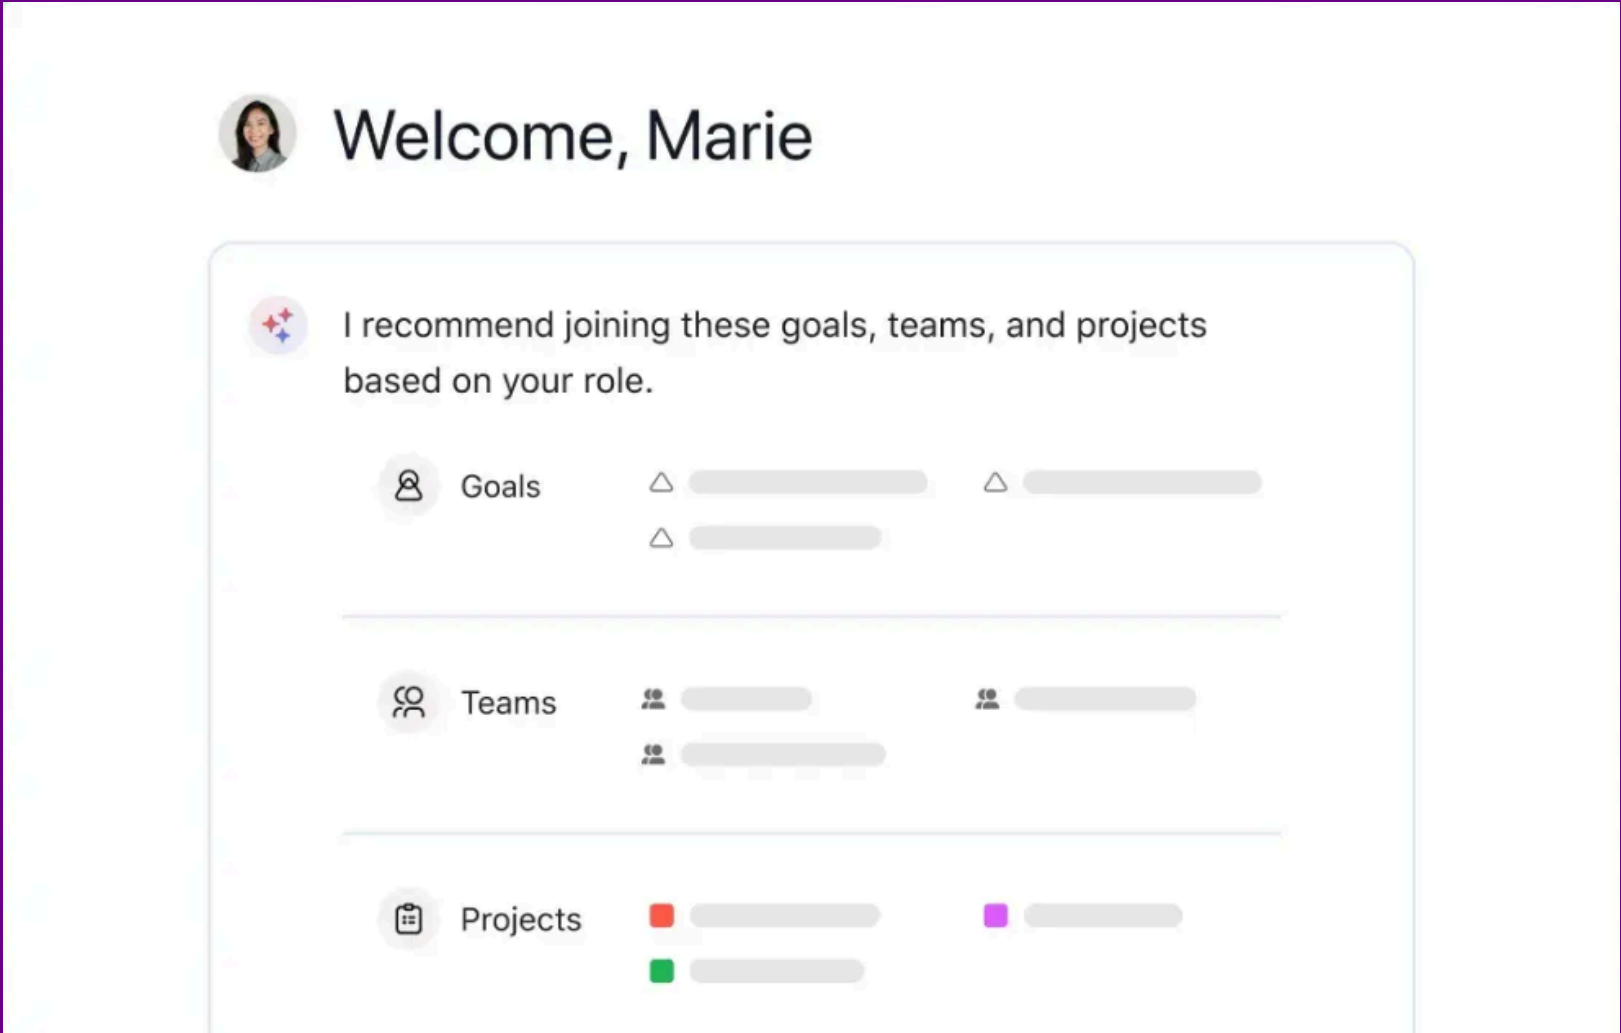 Welcome, Marie
I recommend joining these goals, teams, and projects
based on your role.
Goals
Teams
Projects